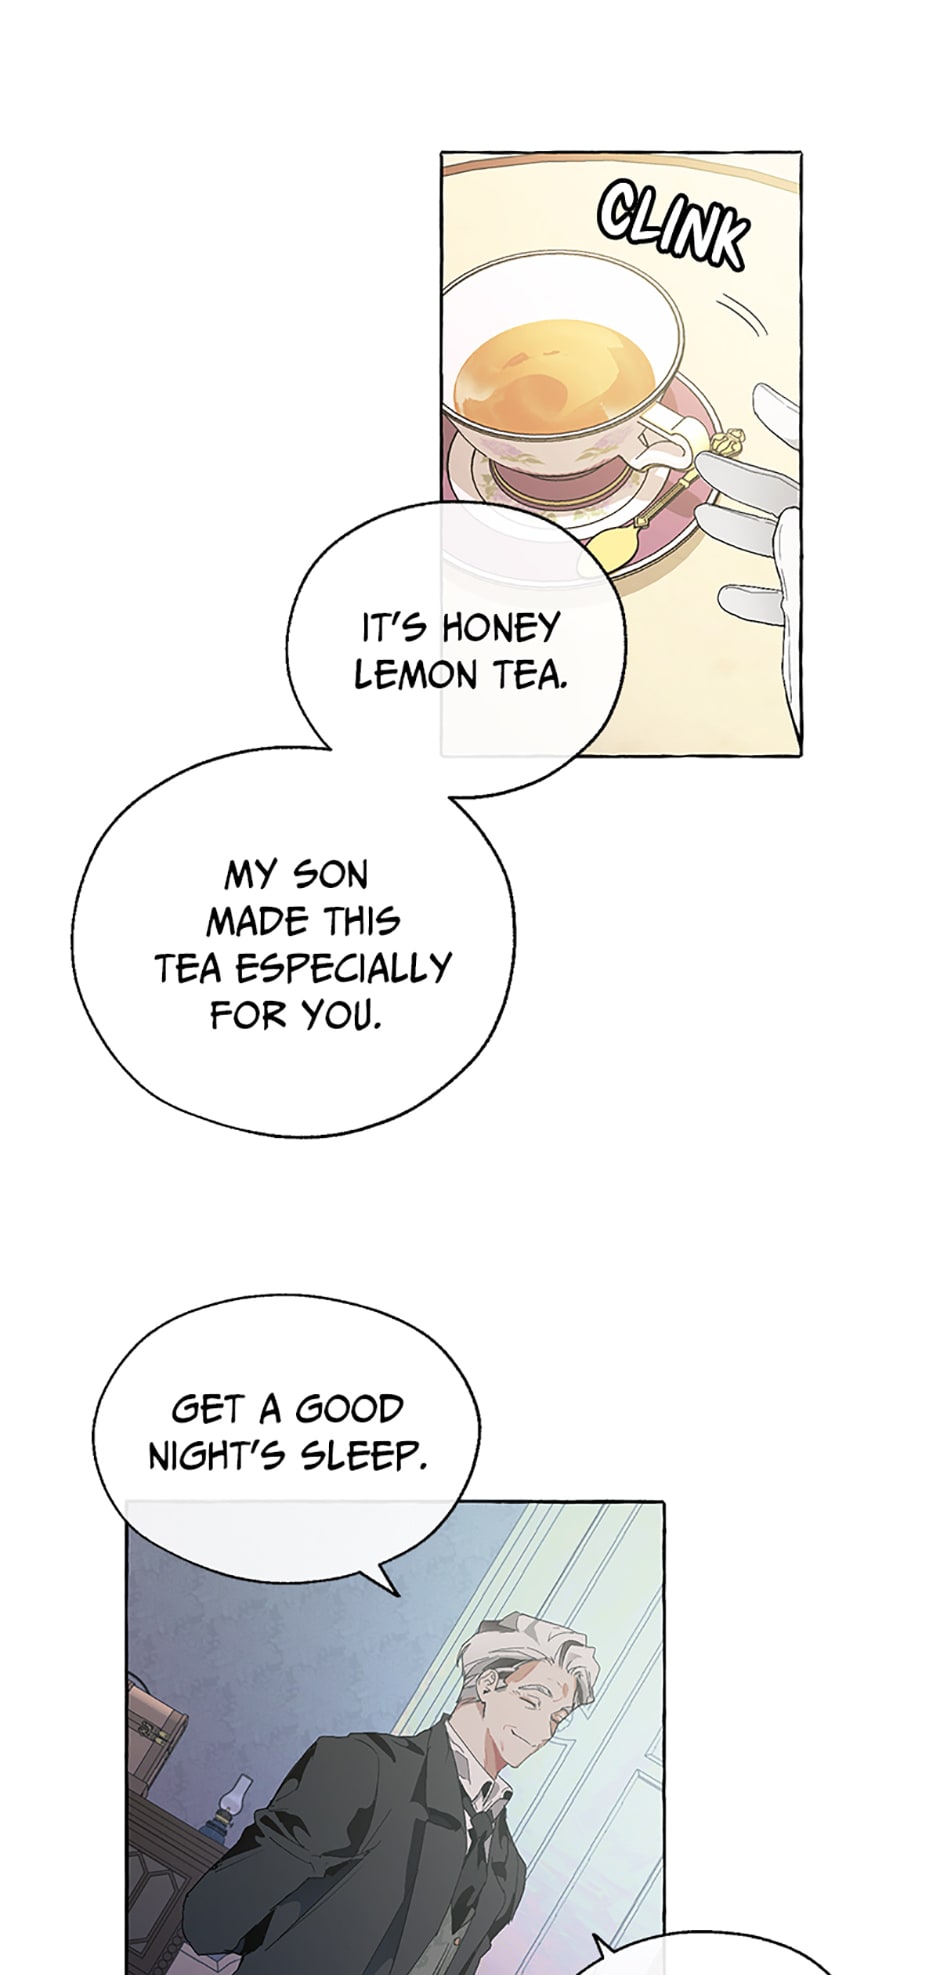 CLINK
IT'S HONEY
LEMON TEA.
MY SON
MADE THIS
TEA ESPECIALLY
FOR YOU.
GET A GOOD
NIGHT'S SLEEP.